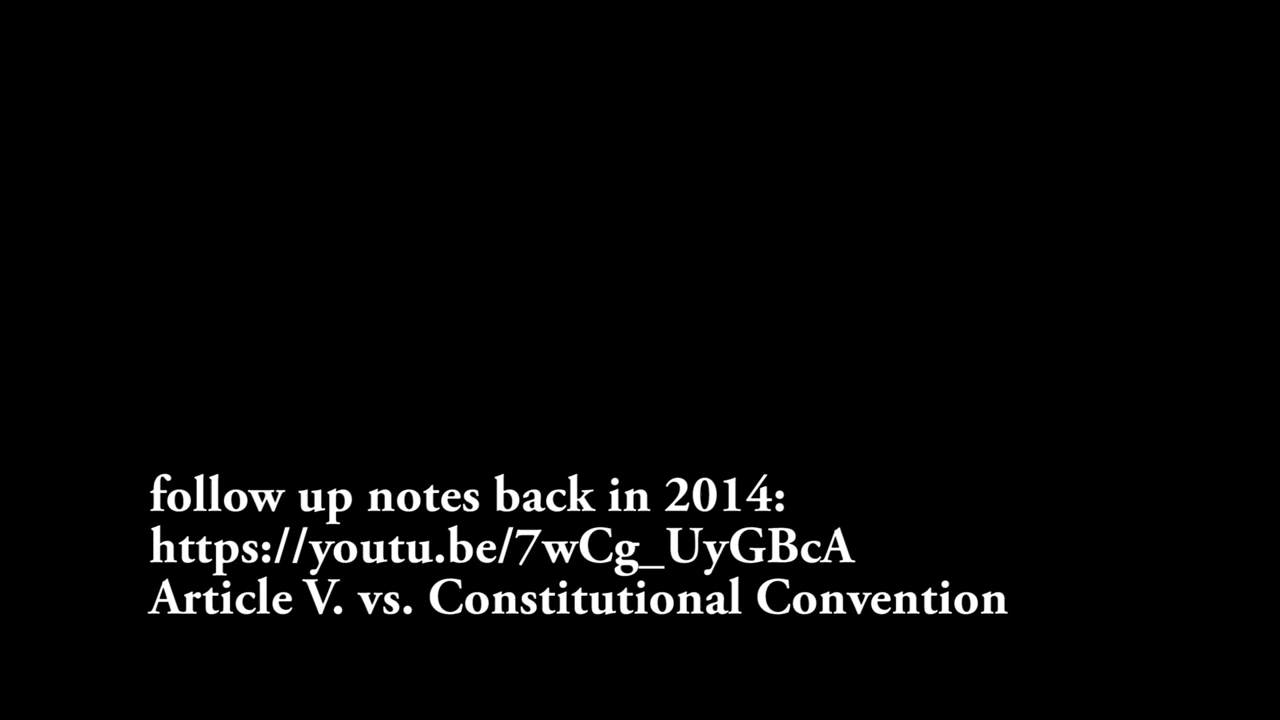 follow up notes back in 2014:
https://youtu.be/7wCg_UyGBcA
Article V. vs. Constitutional Convention